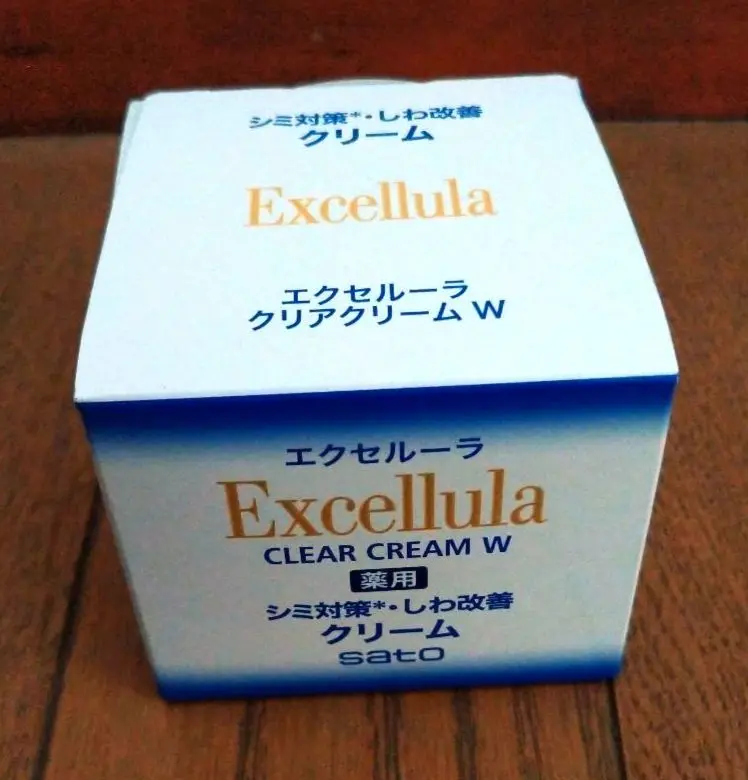 シミ対策*・しわ改善
クリーム
Excellula
エクセルーラ
クリアクリーム W
エクセルーラ
Excellula
CLEAR CREAM W
薬用
シミ対策*・しわ改善
クリーム
sato